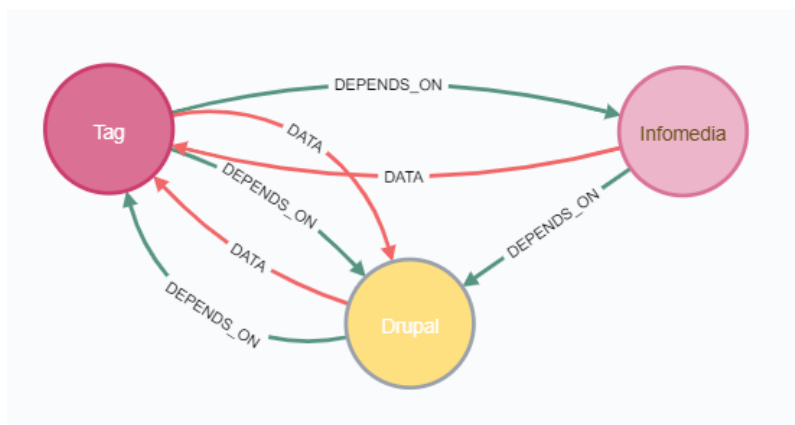 DEPENDS_ON
Tag
Infomedia
DATA
DATA
DEPENDS_ON
DEPENDS_ON
DATA
DEPENDS_ON
Drupal